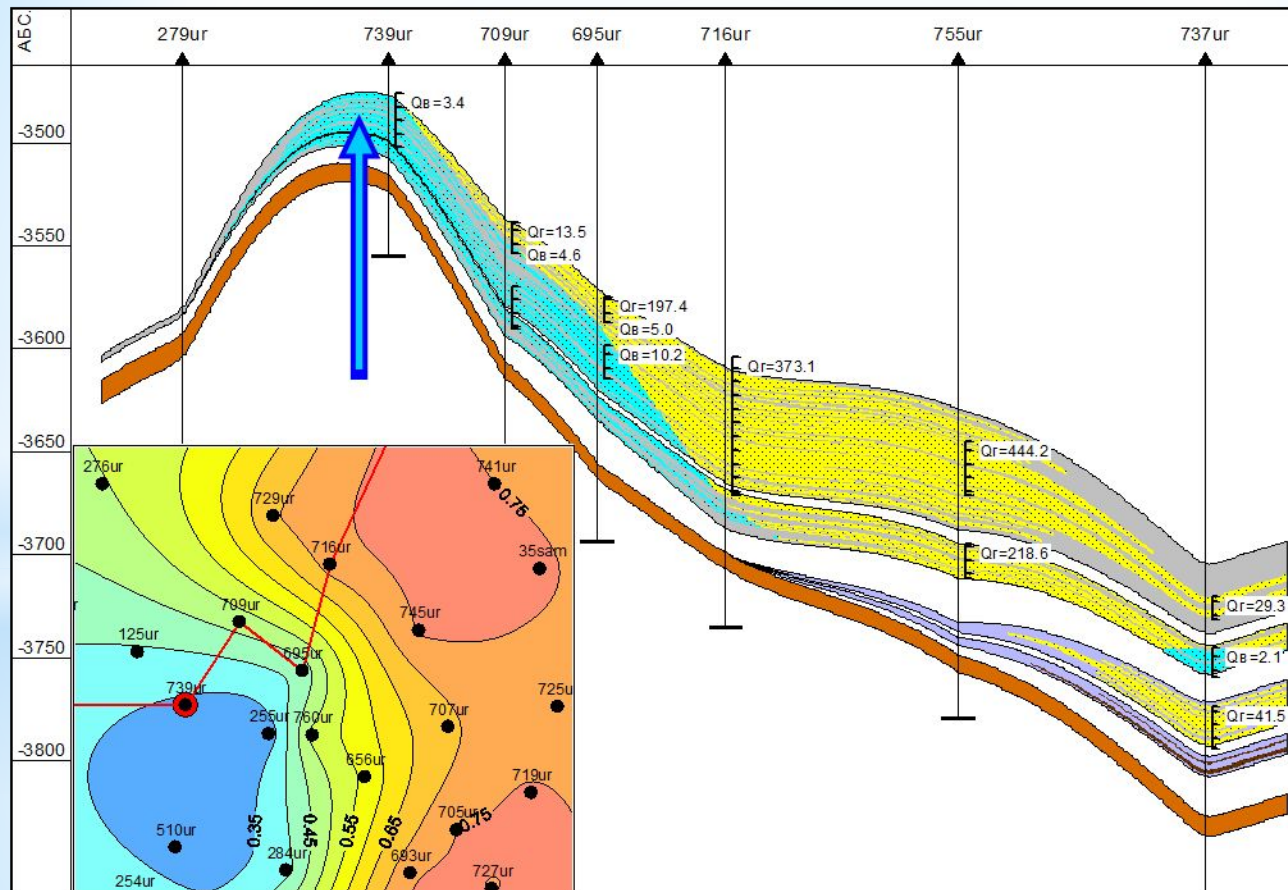 АБС.
279ur
739ur
709ur
695ur
716ur
755ur
737ur
-3500
-3550
-3600
-3650
-3700
-3750
-3800
Qв=3.4
Qг=13.5
Qв=4.6
Qг=197.4
Qв=5.0
Qв=10.2
Qг=373.1
Qг=444.2
Qг=218.6
Qг=29.3
Qв=2.1
Qг=41.5
276ur
729ur
741ur
0.75
716ur
35sam
709ur
745ur
125ur
695ur
739ur
725u
255ur
760ur
707ur
656ur
719ur
510ur
0.35
0.45
0.55
0.65
705ur
0.75
284ur
693ur
727ur
254ur